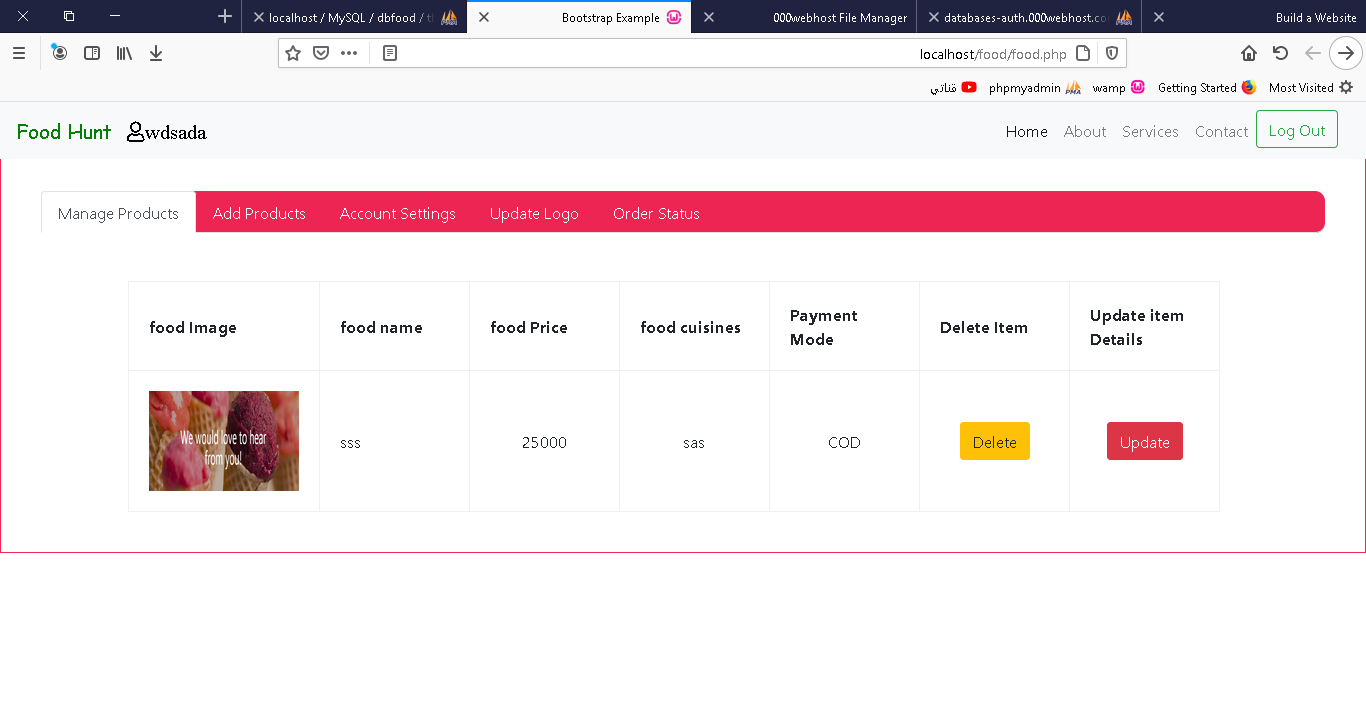 localhost / MySQL / dbfood / t
Bootstrap Example
000webhost File Manager
databases-auth.000webhost.co
Build a Website
localhost/food/food.php
قناتي
phpmyadmin
wamp
Getting Started
Most Visited
Food Hunt wdsada
Home About Services Contact Log Out
Manage Products Add Products Account Settings Update Logo Order Status
food Image food name food Price food cuisines Payment Mode Delete Item Update item Details
We would love to hear
from you!
sss 25000 sas COD Delete Update